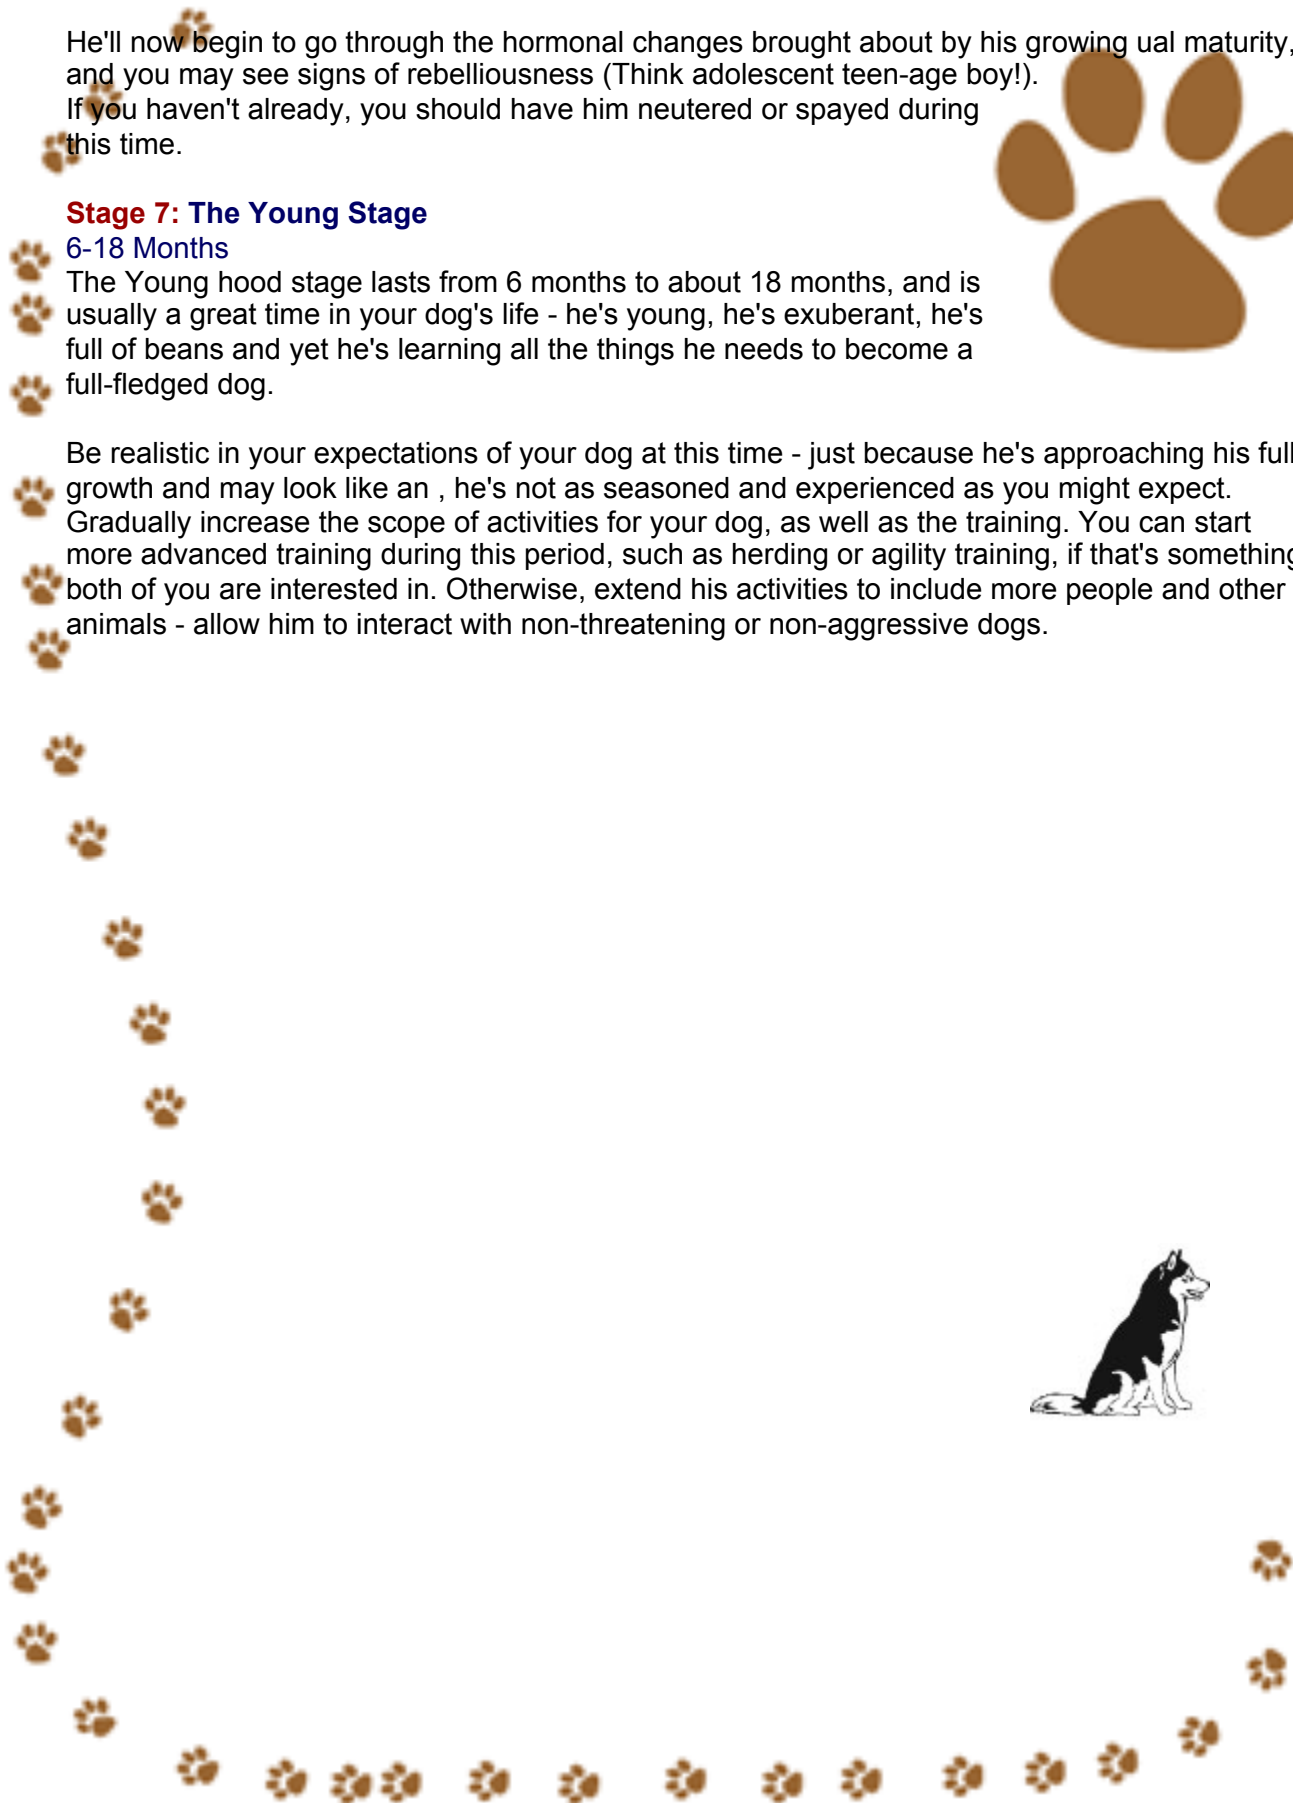 He'll now begin to go through the hormonal changes brought about by his growing ual maturity,
and you may see signs of rebelliousness (Think adolescent teen-age boy!).
If you haven't already, you should have him neutered or spayed during
this time.
Stage 7: The Young Stage
6-18 Months
The Young hood stage lasts from 6 months to about 18 months, and is
usually a great time in your dog's life - he's young, he's exuberant, he's
full of beans and yet he's learning all the things he needs to become a
full-fledged dog.
Be realistic in your expectations of your dog at this time - just because he's approaching his full
growth and may look like an , he's not as seasoned and experienced as you might expect.
Gradually increase the scope of activities for your dog, as well as the training. You can start
more advanced training during this period, such as herding or agility training, if that's something
both of you are interested in. Otherwise, extend his activities to include more people and other
animals - allow him to interact with non-threatening or non-aggressive dogs.